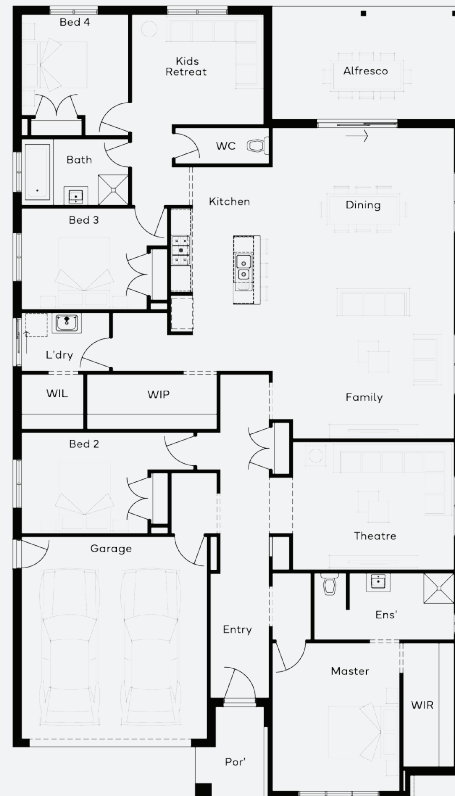 Bed 4
Kids
Retreat
Alfresco
WC
Bath
Kitchen
Dining
Bed 3
L'dry
WIL
WIP
Family
Bed 2
Theatre
Garage
Ens'
Entry
Master
WIR
Por'